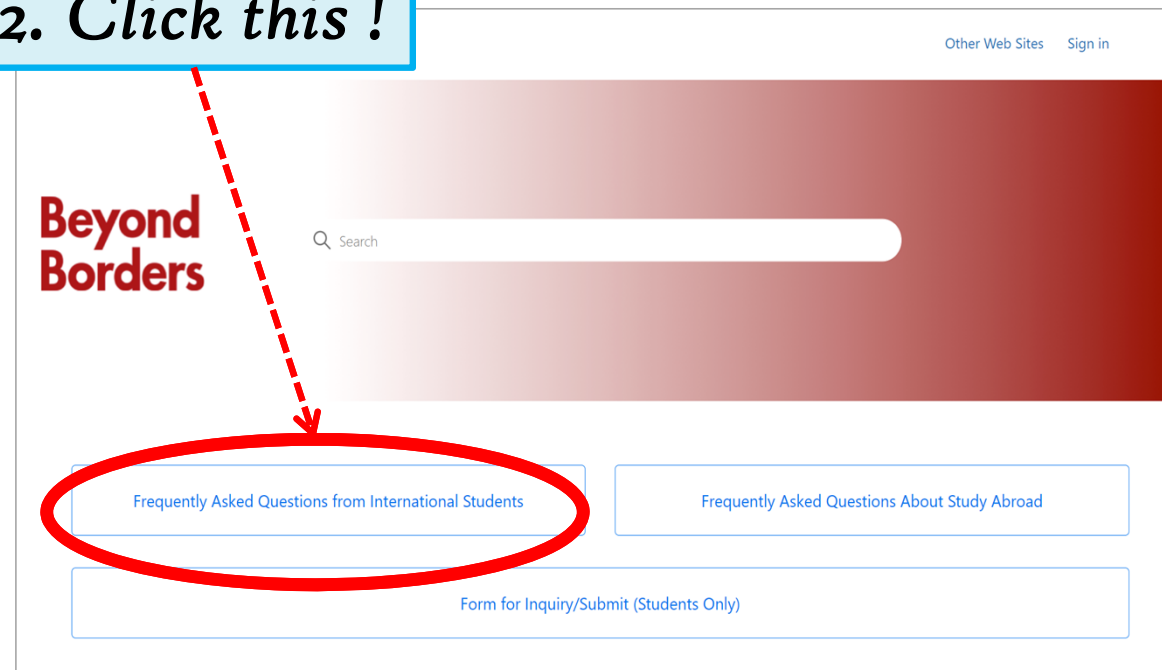 2. Click this !
Other Web Sites Sign in
Beyond
Borders
Search
Frequently Asked Questions from International Students
Frequently Asked Questions About Study Abroad
Form for Inquiry/Submit (Students Only)